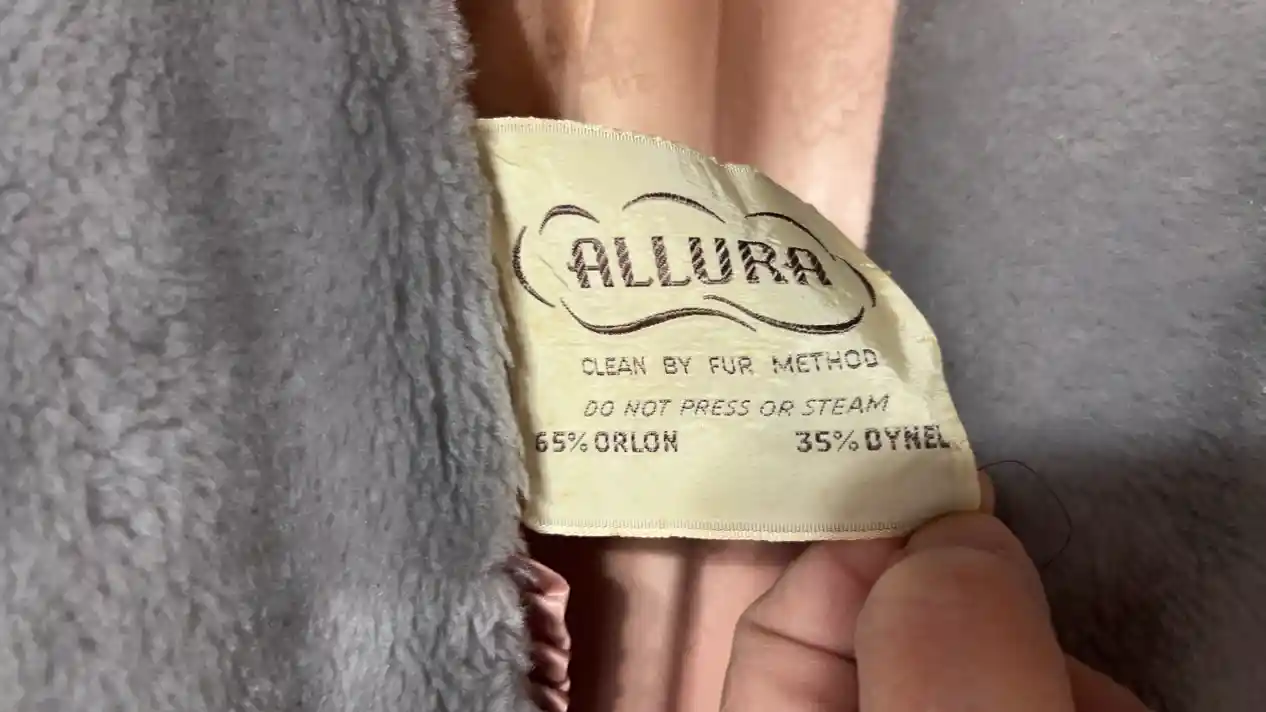 ALLURA
CLEAN BY FUR METHOD
DO NOT PRESS OR STEAM
65% ORLON 35% DYNEL